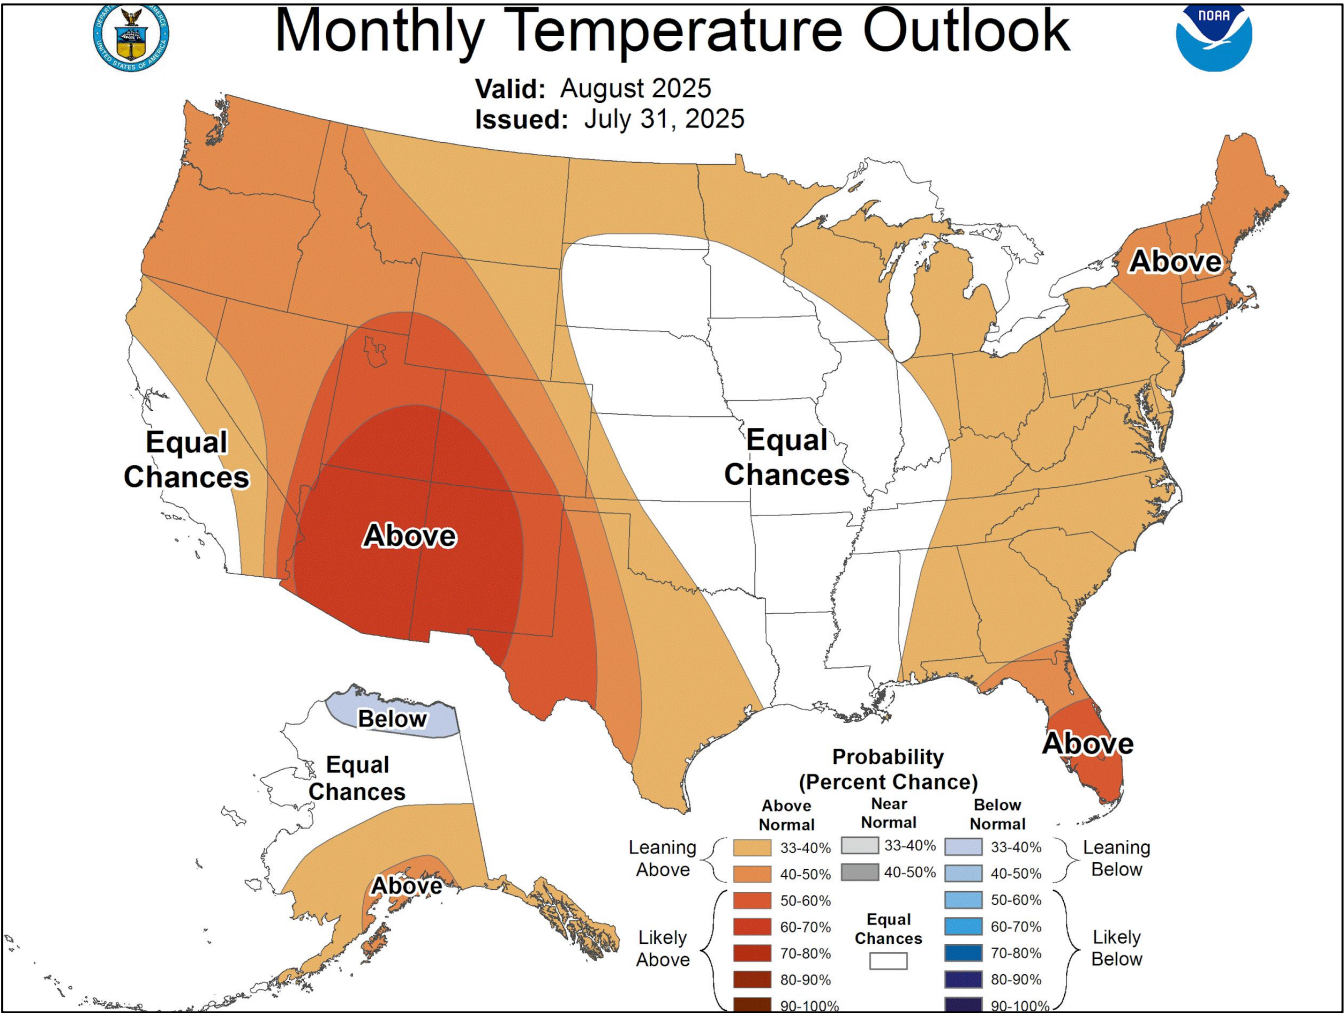 Monthly Temperature Outlook
NOAA
Valid: August 2025
Issued: July 31, 2025
Above
Equal
Chances
Equal
Chances
Above
Below
Equal
Chances
Above
Above
Probability
(Percent Chance)
Above
Normal
Near
Normal
Below
Normal
Leaning
Above
33-40%
33-40%
33-40%
Leaning
Below
40-50%
40-50%
40-50%
Likely
Above
50-60%
50-60%
60-70%
Equal
Chances
60-70%
70-80%
70-80%
Likely
Below
80-90%
80-90%
90-100%
90-100%